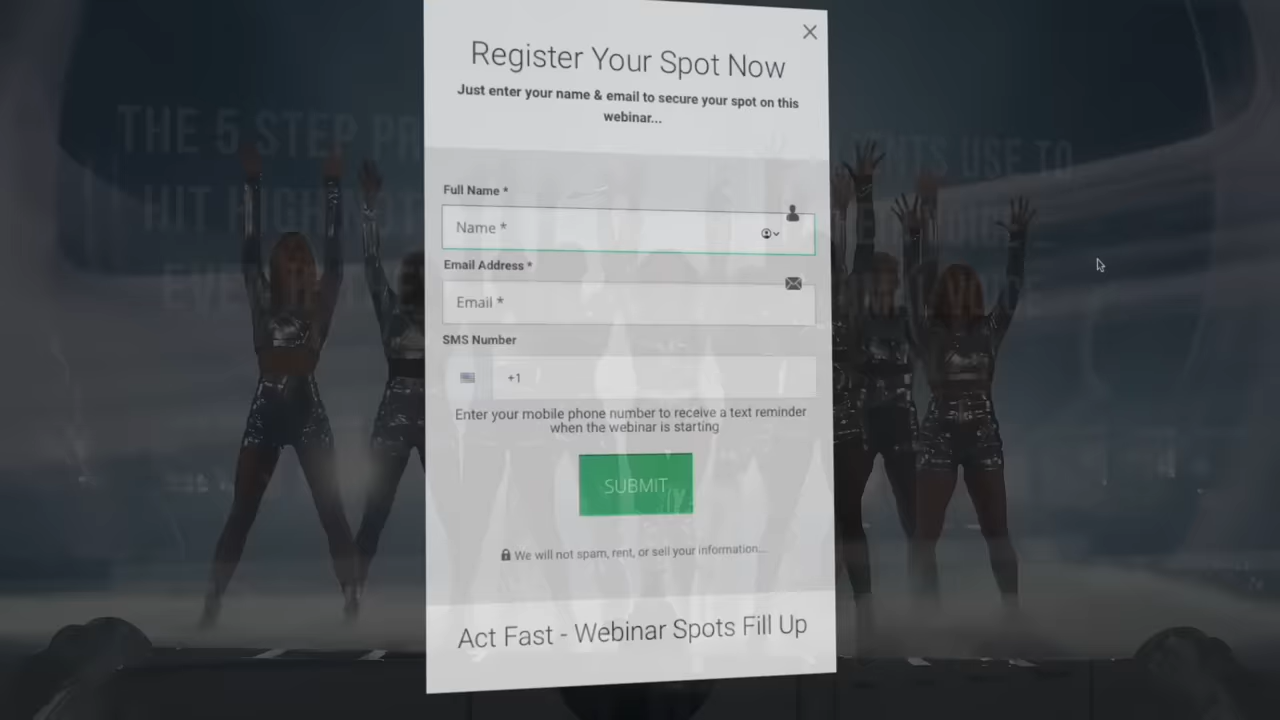 Register Your Spot Now
Just enter your name & email to secure your spot on this
webinar...
THE 5 STEP
USE TO
HIT
Full Name *
Name *
Email Address *
Email *
SMS Number
+1
Enter your mobile phone number to receive a text reminder
when the webinar is starting
SUBMIT
We will not spam, rent, or sell your information...
Act Fast - Webinar Spots Fill Up